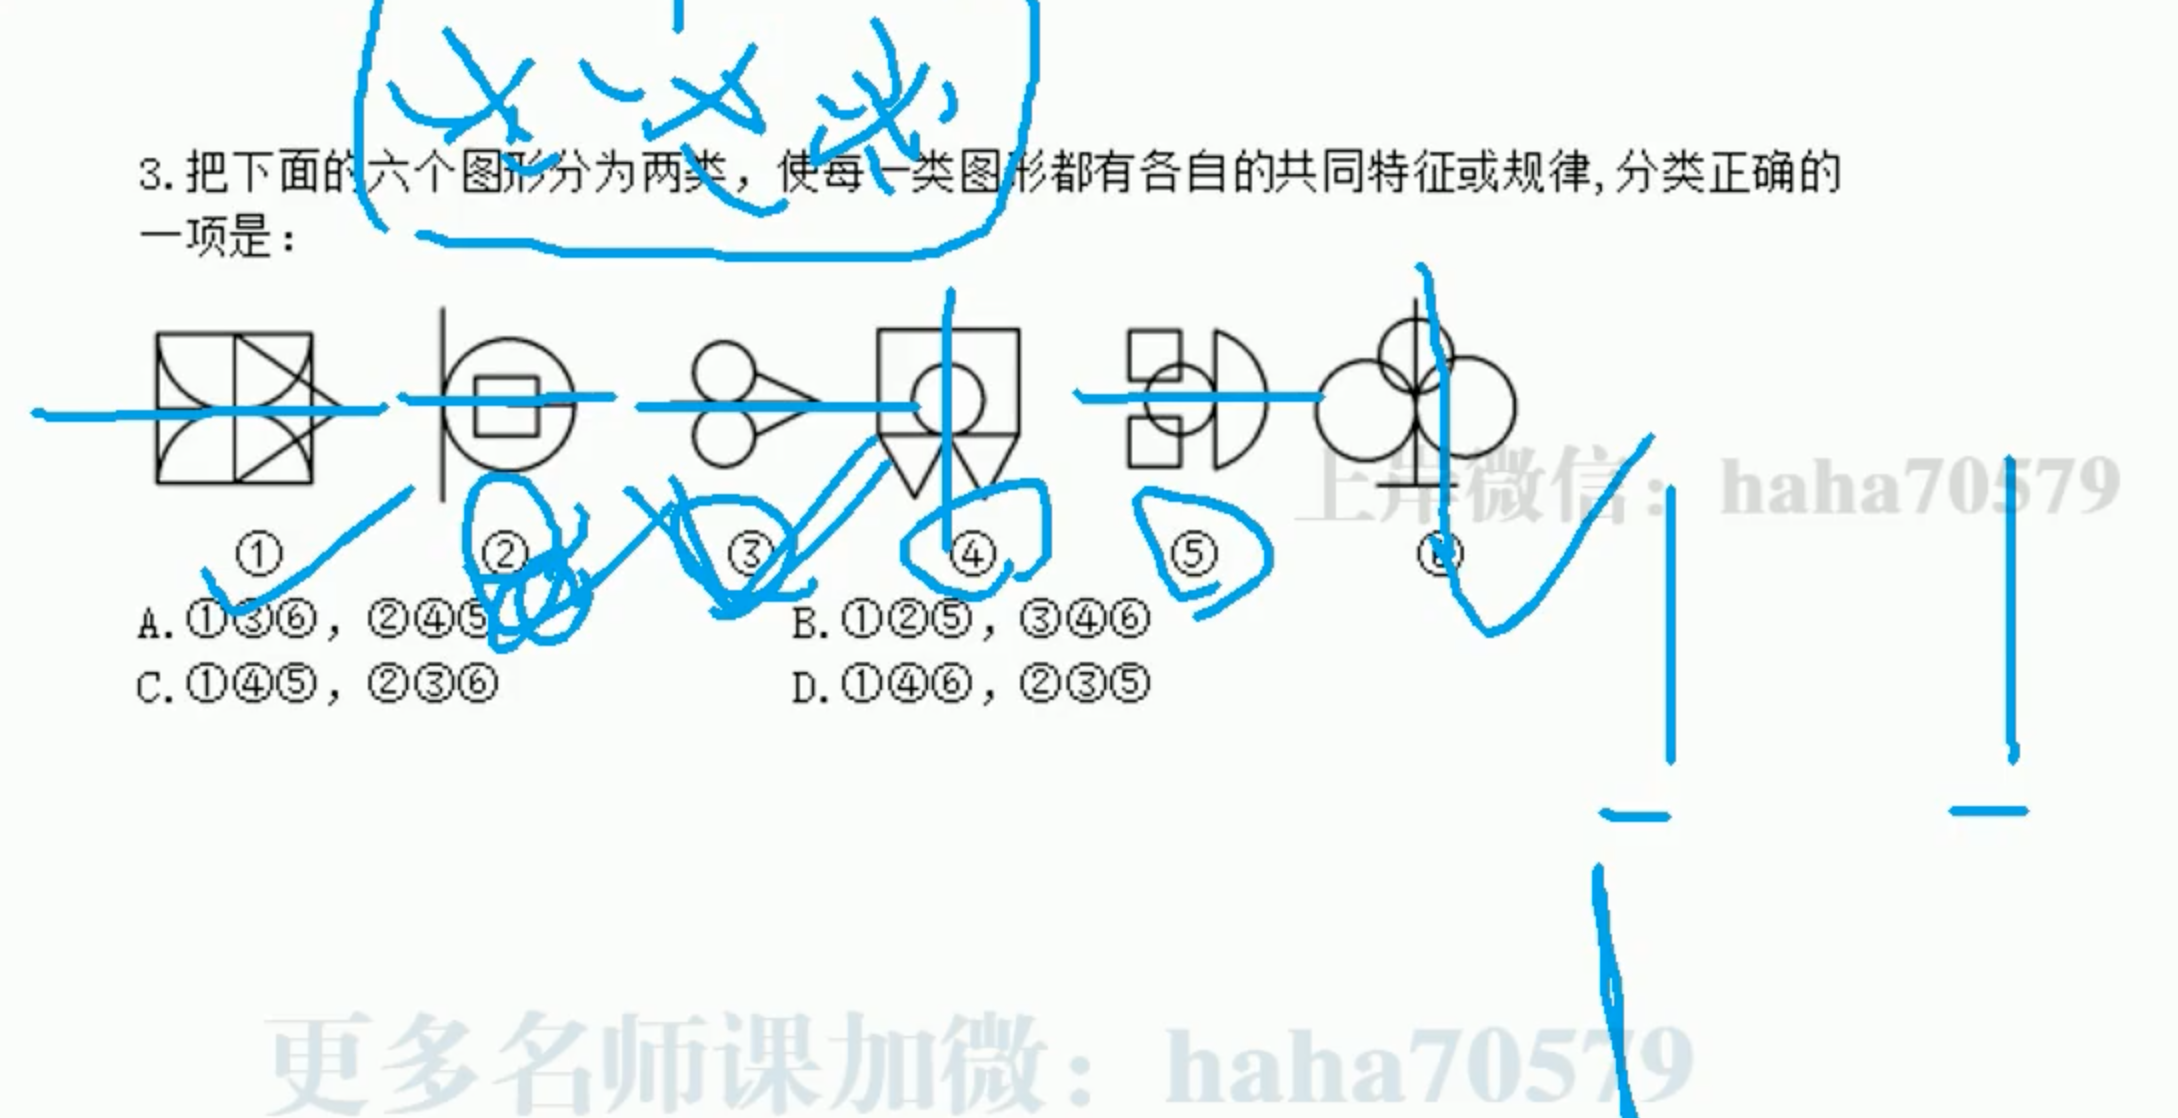 3.把下面的六个图形分为两类，使每一类图形都有各自的共同特征或规律,分类正确的
一项是：
① ② ③ ④ ⑤ ⑥
上岸微信：haha70579
A.①③⑥，②④⑤ B.①②⑤，③④⑥
C.①④⑤，②③⑥ D.①④⑥，②③⑤
更多名师课加微：haha70579